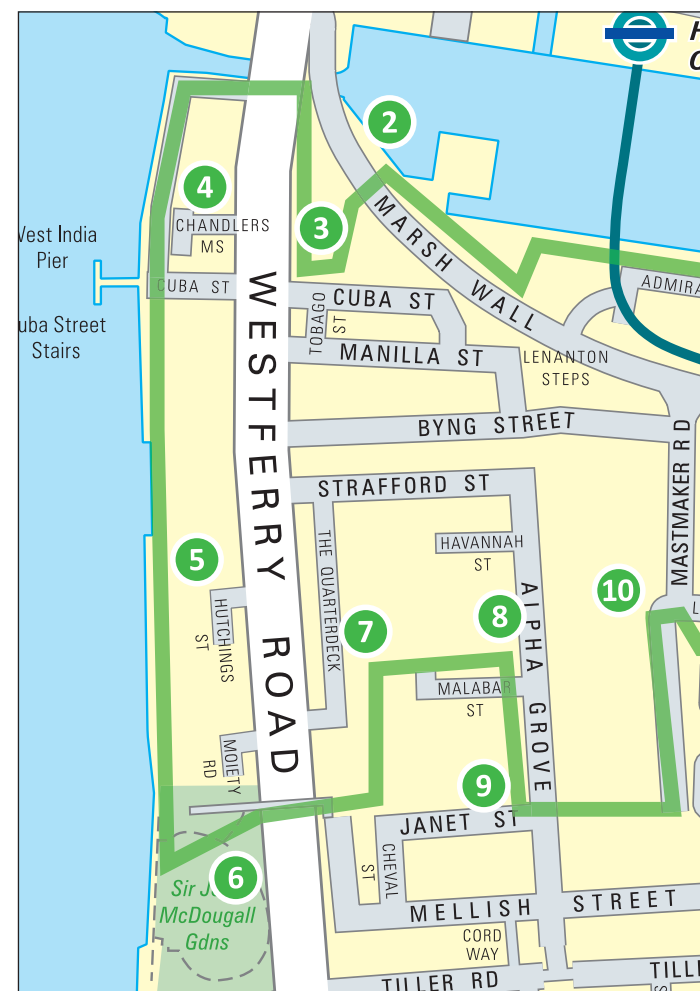 H
C
2
4
3
CHANDLERS
MS
MARSH WALL
West India
Pier
CUBA ST
uba Street
Stairs
WESTFERRY ROAD
TOBAGO
ST
CUBA ST
ADMIRA
MANILLA ST
LENANTON
STEPS
BYNG STREET
MASTMAKER RD
STRAFFORD ST
THE QUARTERDECK
HAVANNAH
ST
5
10
HUTCHINGS
ST
7
8
ALPHA GROVE
L
MALABAR
ST
MOIETY
RD
9
JANET ST
CHEVAL
ST
6
Sir J
McDougall
Gdns
MELLISH STREET
CORD
WAY
TILLER RD
TILL
S